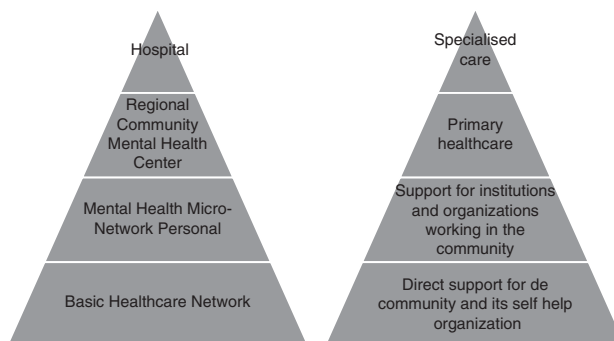 Hospital
Regional
Community
Mental Health
Center
Mental Health Micro-
Network Personal
Basic Healthcare Network
Specialised
care
Primary
healthcare
Support for institutions
and organizations
working in the
community
Direct support for de
community and its self help
organization